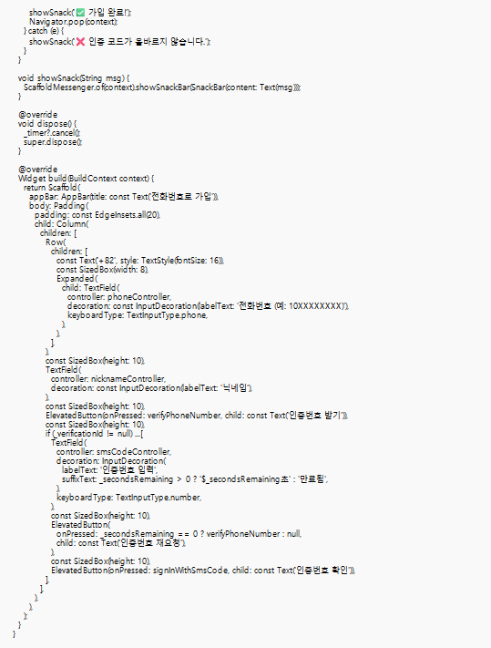 showSnack('✅ 가입 완료!');
Navigator.pop(context);
} catch (e) {
showSnack('❌ 인증 코드가 올바르지 않습니다.');
}
}
void showSnack(String msg) {
ScaffoldMessenger.of(context).showSnackBar(SnackBar(content: Text(msg)));
}
@override
void dispose() {
_timer?.cancel();
super.dispose();
}
@override
Widget build(BuildContext context) {
return Scaffold(
appBar: AppBar(title: const Text('전화번호로 가입')),
body: Padding(
padding: const EdgeInsets.all(20),
child: Column(
children: [
Row(
children: [
const Text('+82', style: TextStyle(fontSize: 16)),
const SizedBox(width: 8),
Expanded(
child: TextField(
controller: phoneController,
decoration: const InputDecoration(labelText: '전화번호 (예: 10XXXXXXXX)'),
keyboardType: TextInputType.phone,
),
),
],
),
const SizedBox(height: 10),
TextField(
controller: nicknameController,
decoration: const InputDecoration(labelText: '닉네임'),
),
const SizedBox(height: 10),
ElevatedButton(onPressed: verifyPhoneNumber, child: const Text('인증번호 받기')),
const SizedBox(height: 10),
if (_verificationId != null) ...[
TextField(
controller: smsCodeController,
decoration: InputDecoration(
labelText: '인증번호 입력',
suffixText: _secondsRemaining > 0 ? '$_secondsRemaining초' : '만료됨',
),
keyboardType: TextInputType.number,
),
const SizedBox(height: 10),
ElevatedButton(
onPressed: _secondsRemaining == 0 ? verifyPhoneNumber : null,
child: const Text('인증번호 재요청'),
),
const SizedBox(height: 10),
ElevatedButton(onPressed: signInWithSmsCode, child: const Text('인증번호 확인')),
],
],
),
),
);
}
}